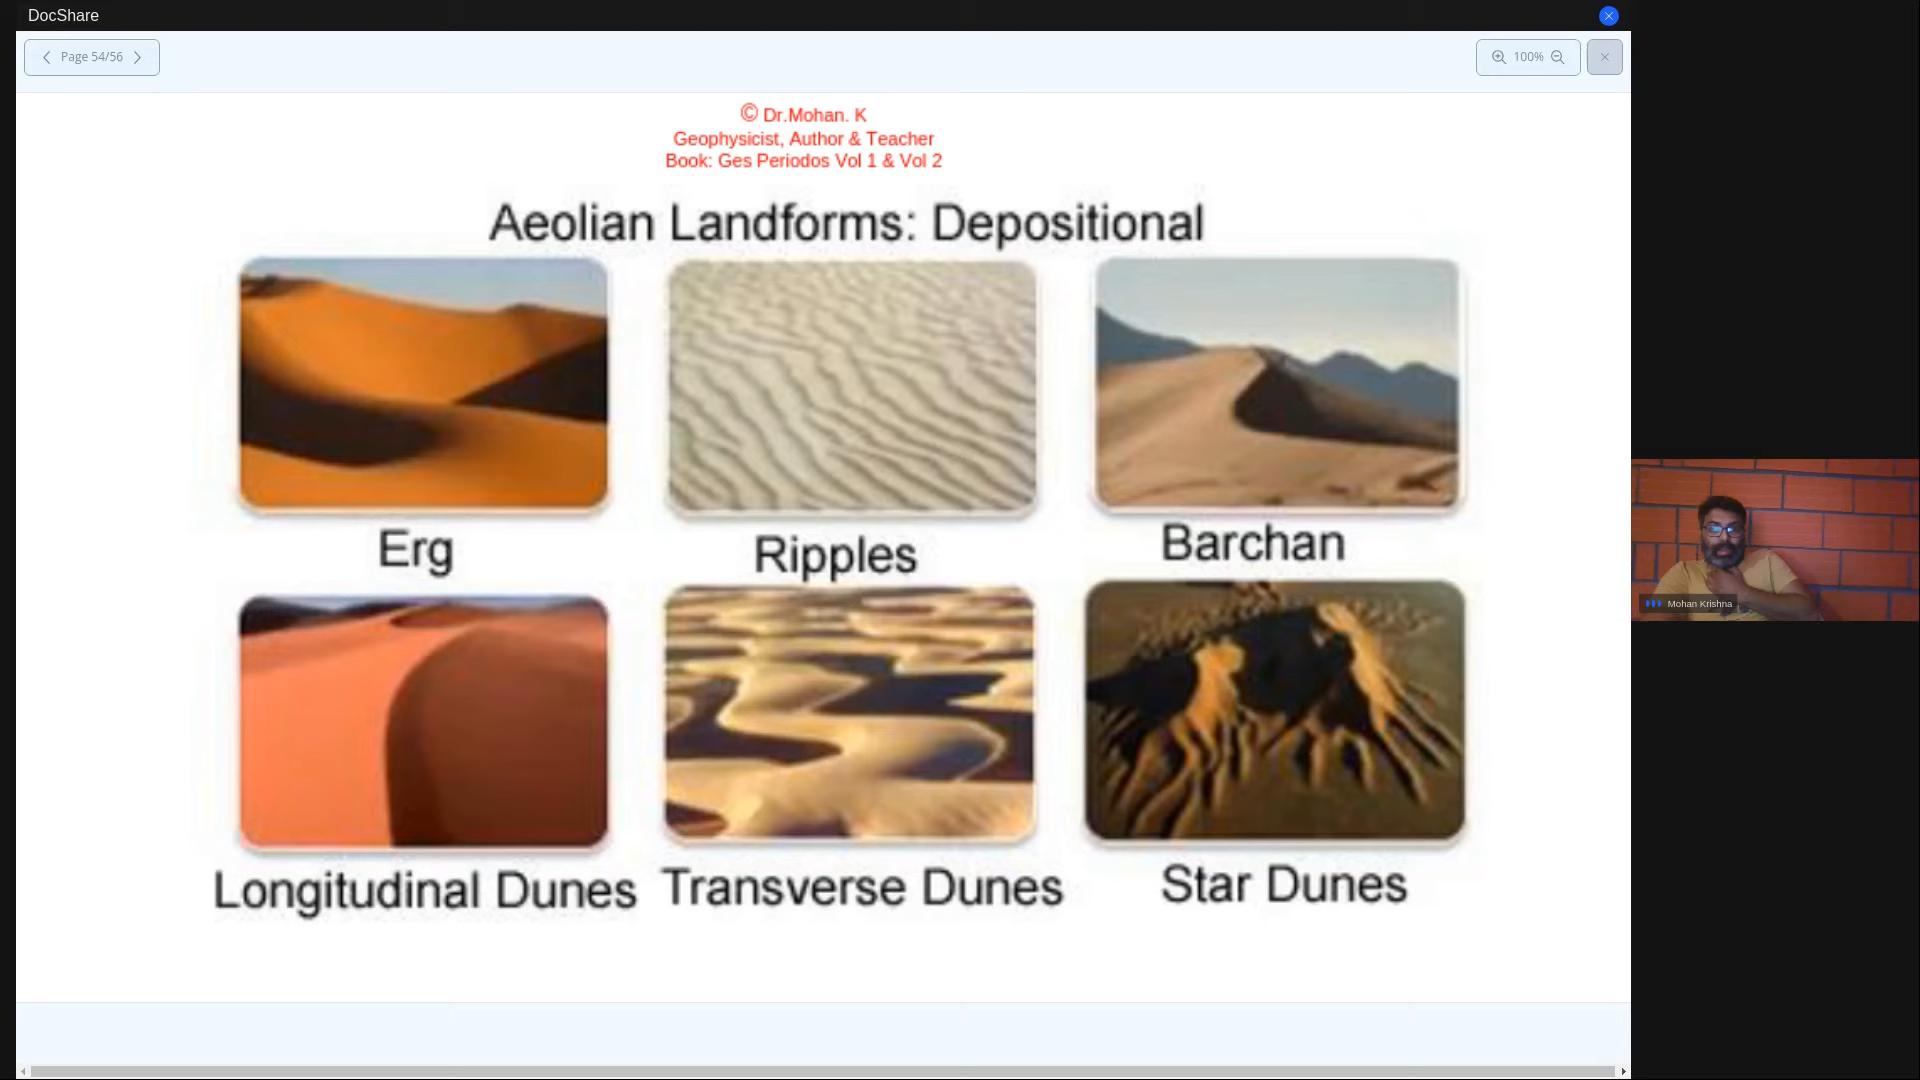 DocShare
Page 54/56
100%
© Dr.Mohan. K
Geophysicist, Author & Teacher
Book: Ges Periodos Vol 1 & Vol 2
Aeolian Landforms: Depositional
Erg
Ripples
Barchan
Longitudinal Dunes
Transverse Dunes
Star Dunes
Mohan Krishna